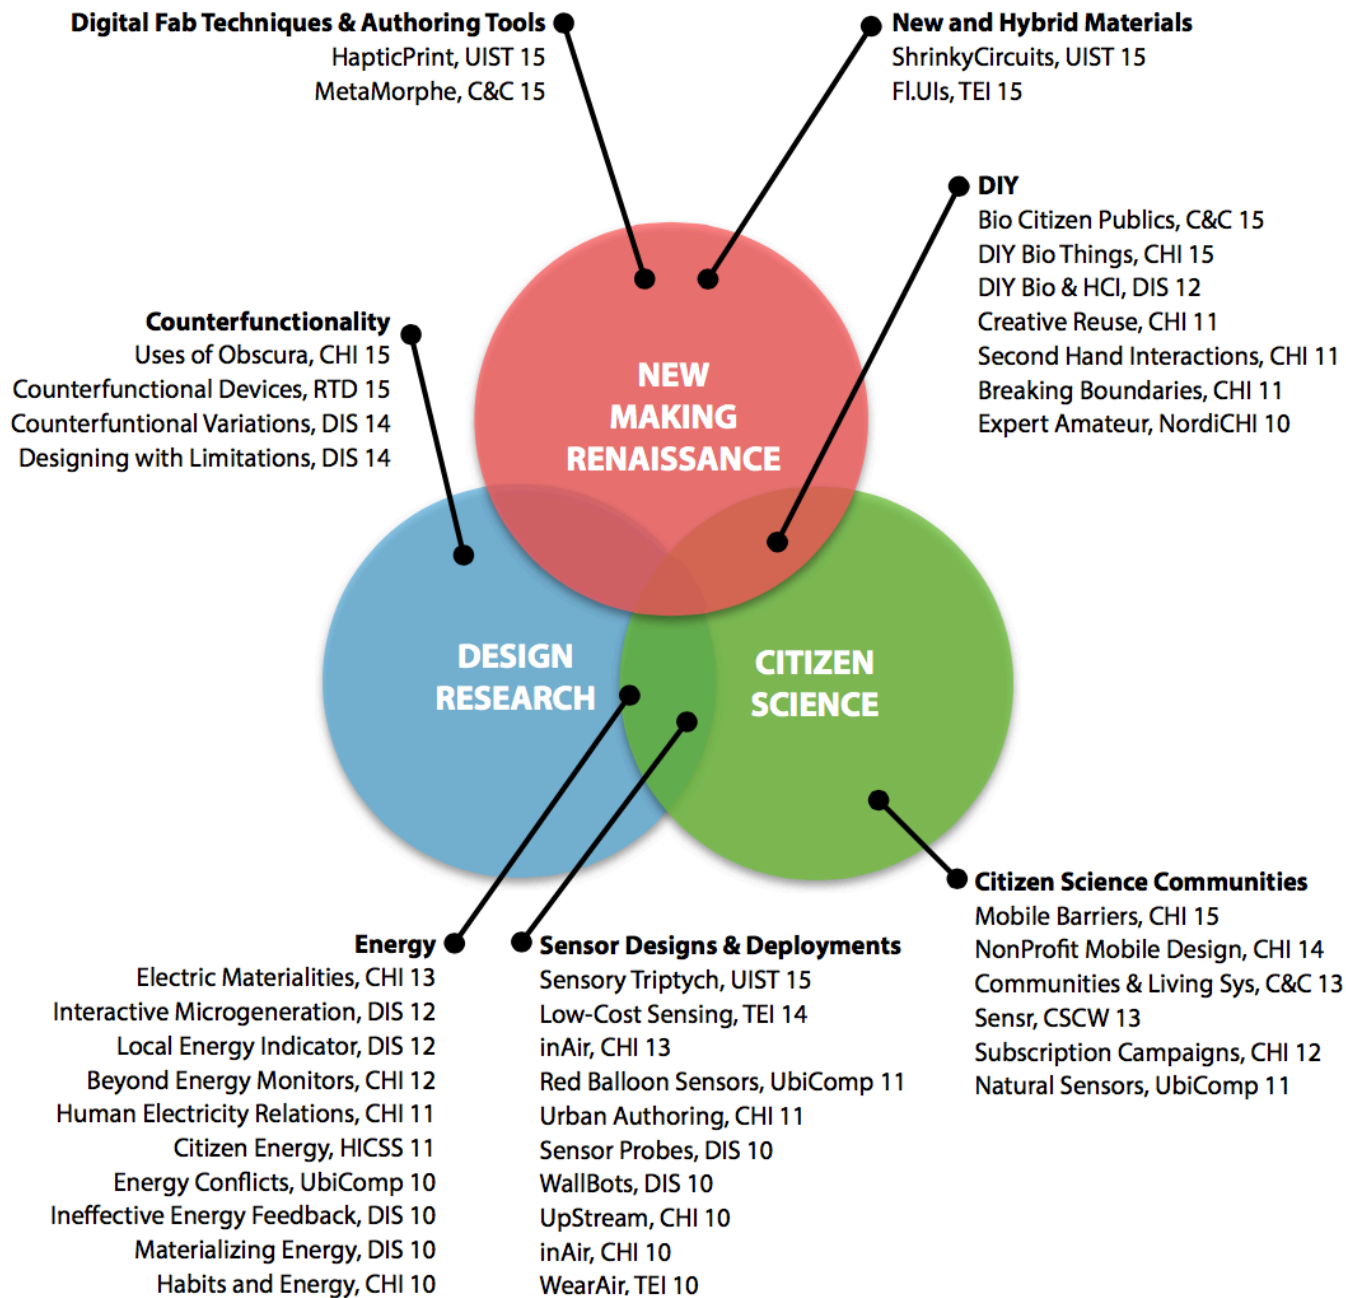 Digital Fab Techniques & Authoring Tools
HapticPrint, UIST 15
MetaMorphe, C&C 15
New and Hybrid Materials
ShrinkyCircuits, UIST 15
Fl.UIs, TEI 15
DIY
Bio Citizen Publics, C&C 15
DIY Bio Things, CHI 15
DIY Bio & HCI, DIS 12
Creative Reuse, CHI 11
Second Hand Interactions, CHI 11
Breaking Boundaries, CHI 11
Expert Amateur, NordiCHI 10
Counterfunctionality
Uses of Obscura, CHI 15
Counterfunctional Devices, RTD 15
Counterfuntional Variations, DIS 14
Designing with Limitations, DIS 14
NEW
MAKING
RENAISSANCE
DESIGN
RESEARCH
CITIZEN
SCIENCE
Energy
Electric Materialities, CHI 13
Interactive Microgeneration, DIS 12
Local Energy Indicator, DIS 12
Beyond Energy Monitors, CHI 12
Human Electricity Relations, CHI 11
Citizen Energy, HICSS 11
Energy Conflicts, UbiComp 10
Ineffective Energy Feedback, DIS 10
Materializing Energy, DIS 10
Habits and Energy, CHI 10
Sensor Designs & Deployments
Sensory Triptych, UIST 15
Low-Cost Sensing, TEI 14
inAir, CHI 13
Red Balloon Sensors, UbiComp 11
Urban Authoring, CHI 11
Sensor Probes, DIS 10
WallBots, DIS 10
UpStream, CHI 10
inAir, CHI 10
WearAir, TEI 10
Citizen Science Communities
Mobile Barriers, CHI 15
NonProfit Mobile Design, CHI 14
Communities & Living Sys, C&C 13
Sensr, CSCW 13
Subscription Campaigns, CHI 12
Natural Sensors, UbiComp 11